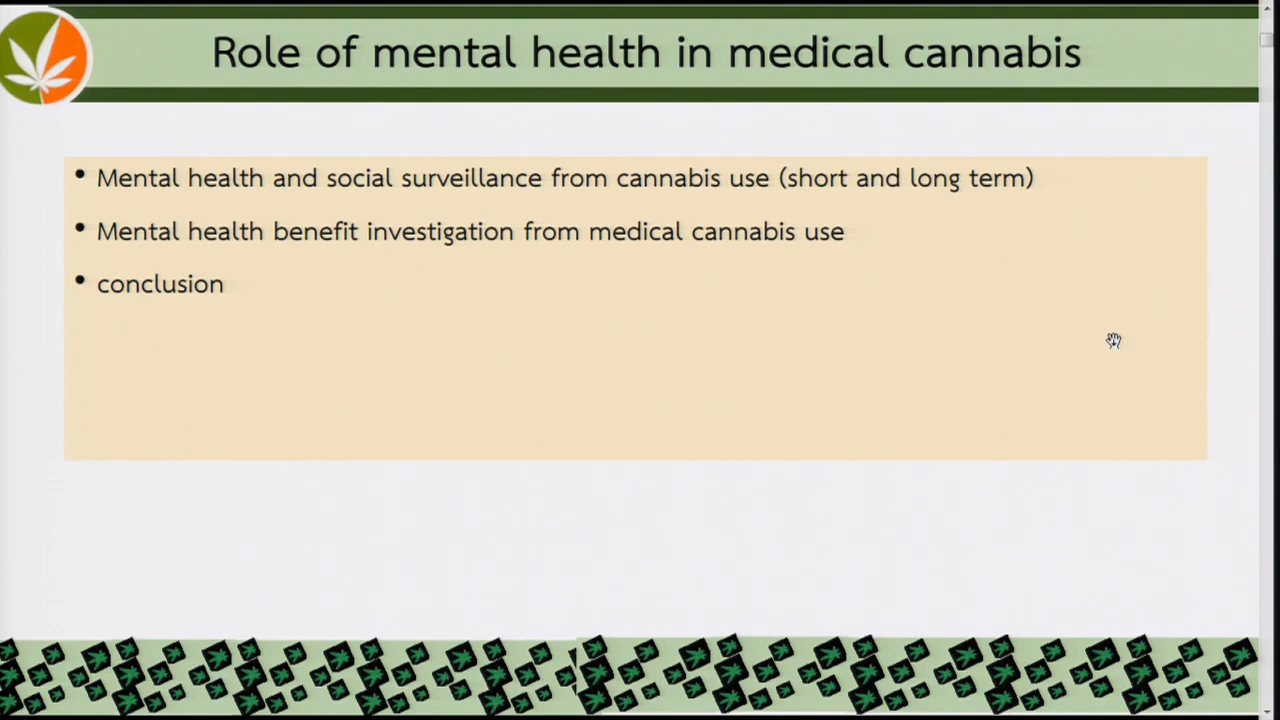 Role of mental health in medical cannabis
• Mental health and social surveillance from cannabis use (short and long term)
• Mental health benefit investigation from medical cannabis use
• conclusion